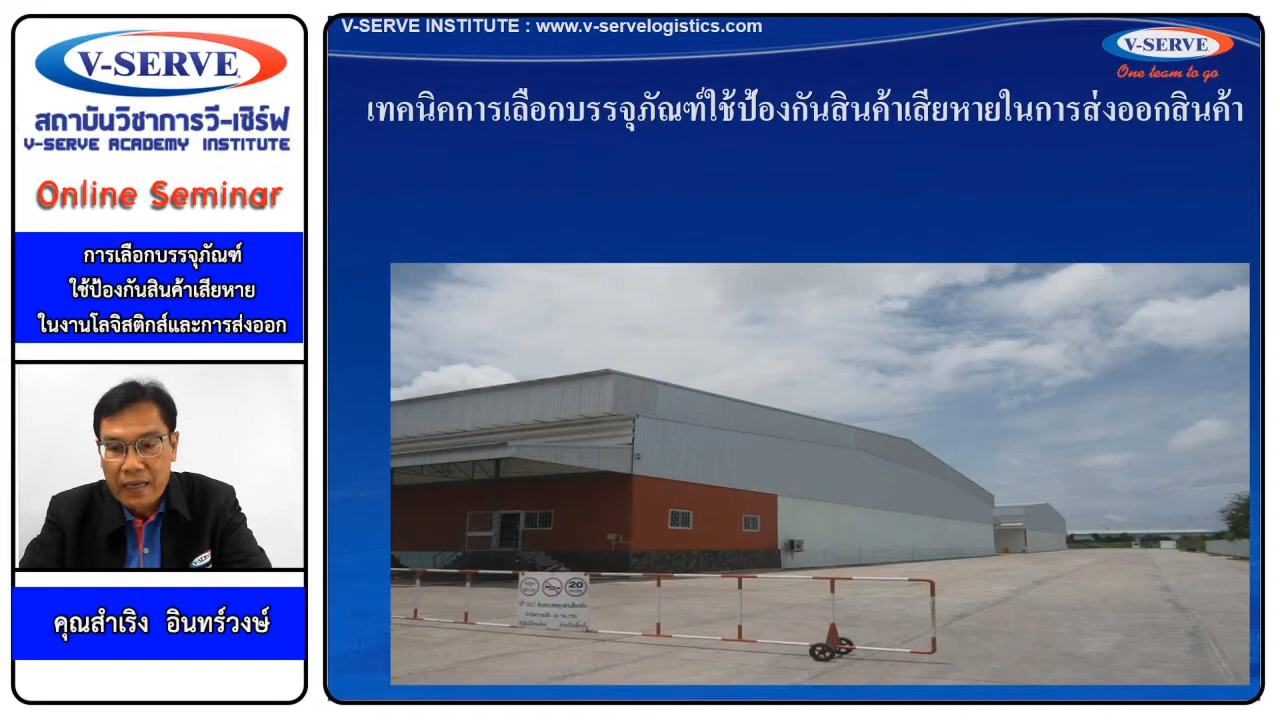 V-SERVE
สถาบันวิชาการวี-เซิร์ฟ
V-SERVE ACADEMY INSTITUTE
Online Seminar
การเลือกบรรจุภัณฑ์
ใช้ป้องกันสินค้าเสียหาย
ในงานโลจิสติกส์และการส่งออก
V-SERVE
คุณสำเริง อินทร์วงษ์
V-SERVE INSTITUTE : www.v-servelogistics.com
V-SERVE
One team to go
เทคนิคการเลือกบรรจุภัณฑ์ใช้ป้องกันสินค้าเสียหายในการส่งออกสินค้า
20